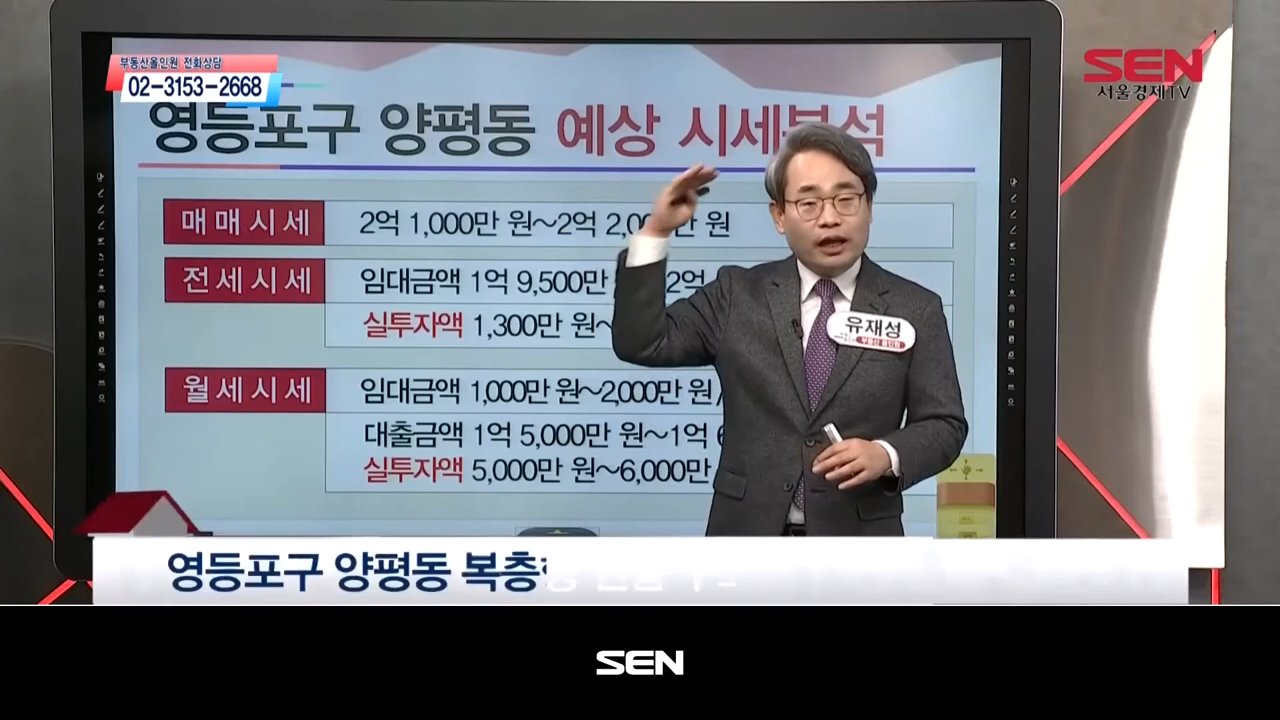 부동산올인원 전화상담
02-3153-2668
SEN
서울경제TV
영등포구 양평동 예상 시세분석
매매시세 2억 1,000만 원~2억 2,0 만 원
전세시세 임대금액 1억 9,500만 2억
실투자액 1,300만 원~
유재성
부동산 올인원
월세시세 임대금액 1,000만 원~2,000만 원/
대출금액 1억 5,000만 원~1억 6
실투자액 5,000만 원~6,000만
영등포구 양평동 복층
SEN